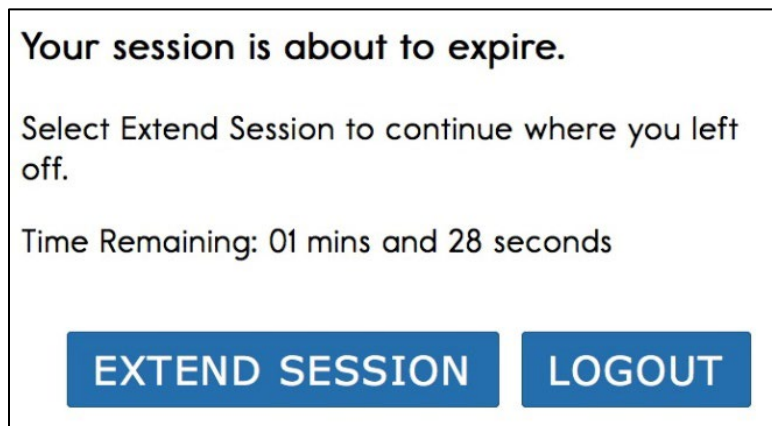 Your session is about to expire.
Select Extend Session to continue where you left
off.
Time Remaining: 01 mins and 28 seconds
EXTEND SESSION
LOGOUT